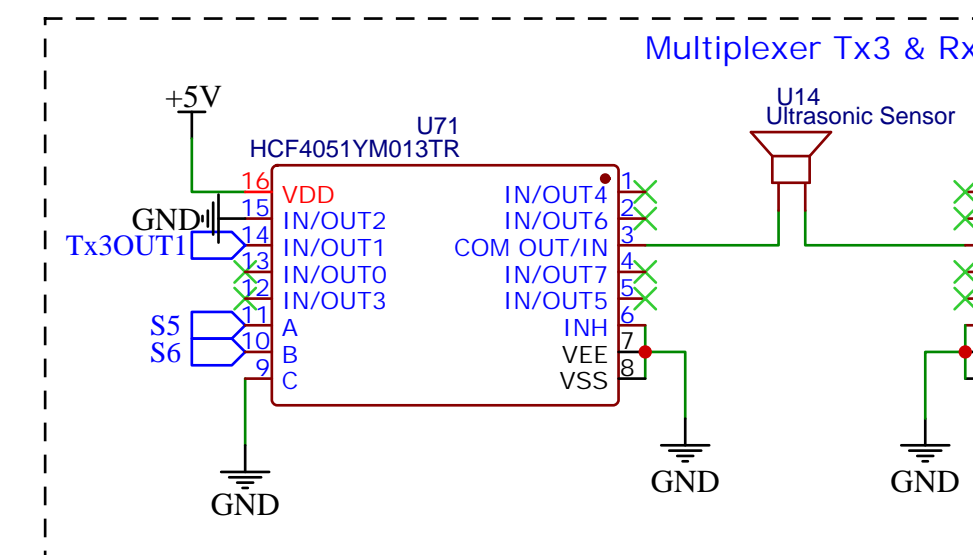 Multiplexer Tx3 & Rx
+5V
U71
HCF4051YM013TR
U14
Ultrasonic Sensor
16 VDD IN/OUT4 1
GND 15 IN/OUT2 IN/OUT6 2
Tx3OUT1 14 IN/OUT1 COM OUT/IN 3
13 IN/OUT0 IN/OUT7 4
12 IN/OUT3 IN/OUT5 5
S5 11 A INH 6
S6 10 B VEE 7
9 C VSS 8
GND
GND
GND